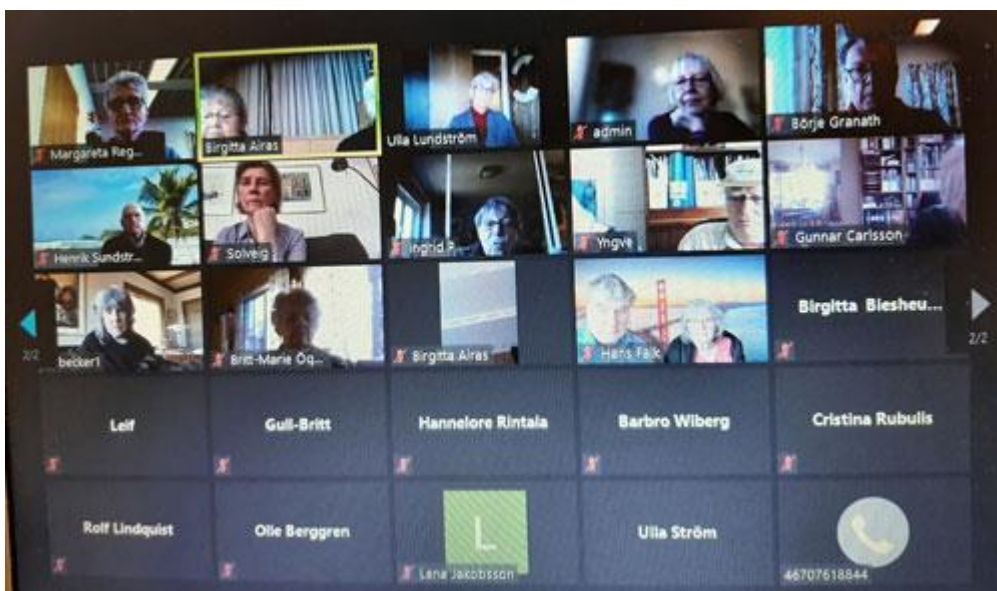 Margareta Reg...
Birgitta Airas
Ulla Lundström
admin
Börje Granath
Henrik Sundstr...
Solveig
Ingrid P
Yngve
Gunnar Carlsson
2/2
becker1
Britt-Marie Öq...
Birgitta Airas
Hans Falk
Birgitta Biesheu...
2/2
Leif
Gull-Britt
Hannelore Rintala
Barbro Wiberg
Cristina Rubulis
Rolf Lindquist
Olle Berggren
L
Lena Jakobsson
Ulla Ström
46707618844